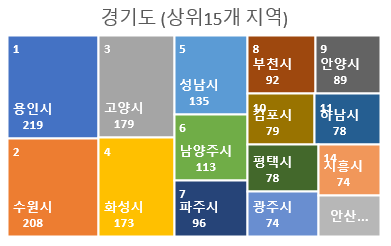 경기도 (상위15개 지역)
1
용인시
219
2
수원시
208
3
고양시
179
4
화성시
173
5
성남시
135
6
남양주시
113
7
파주시
96
8
부천시
92
9
안양시
89
10
김포시
79
11
하남시
78
평택시
78
14
시흥시
74
광주시
74
안산...